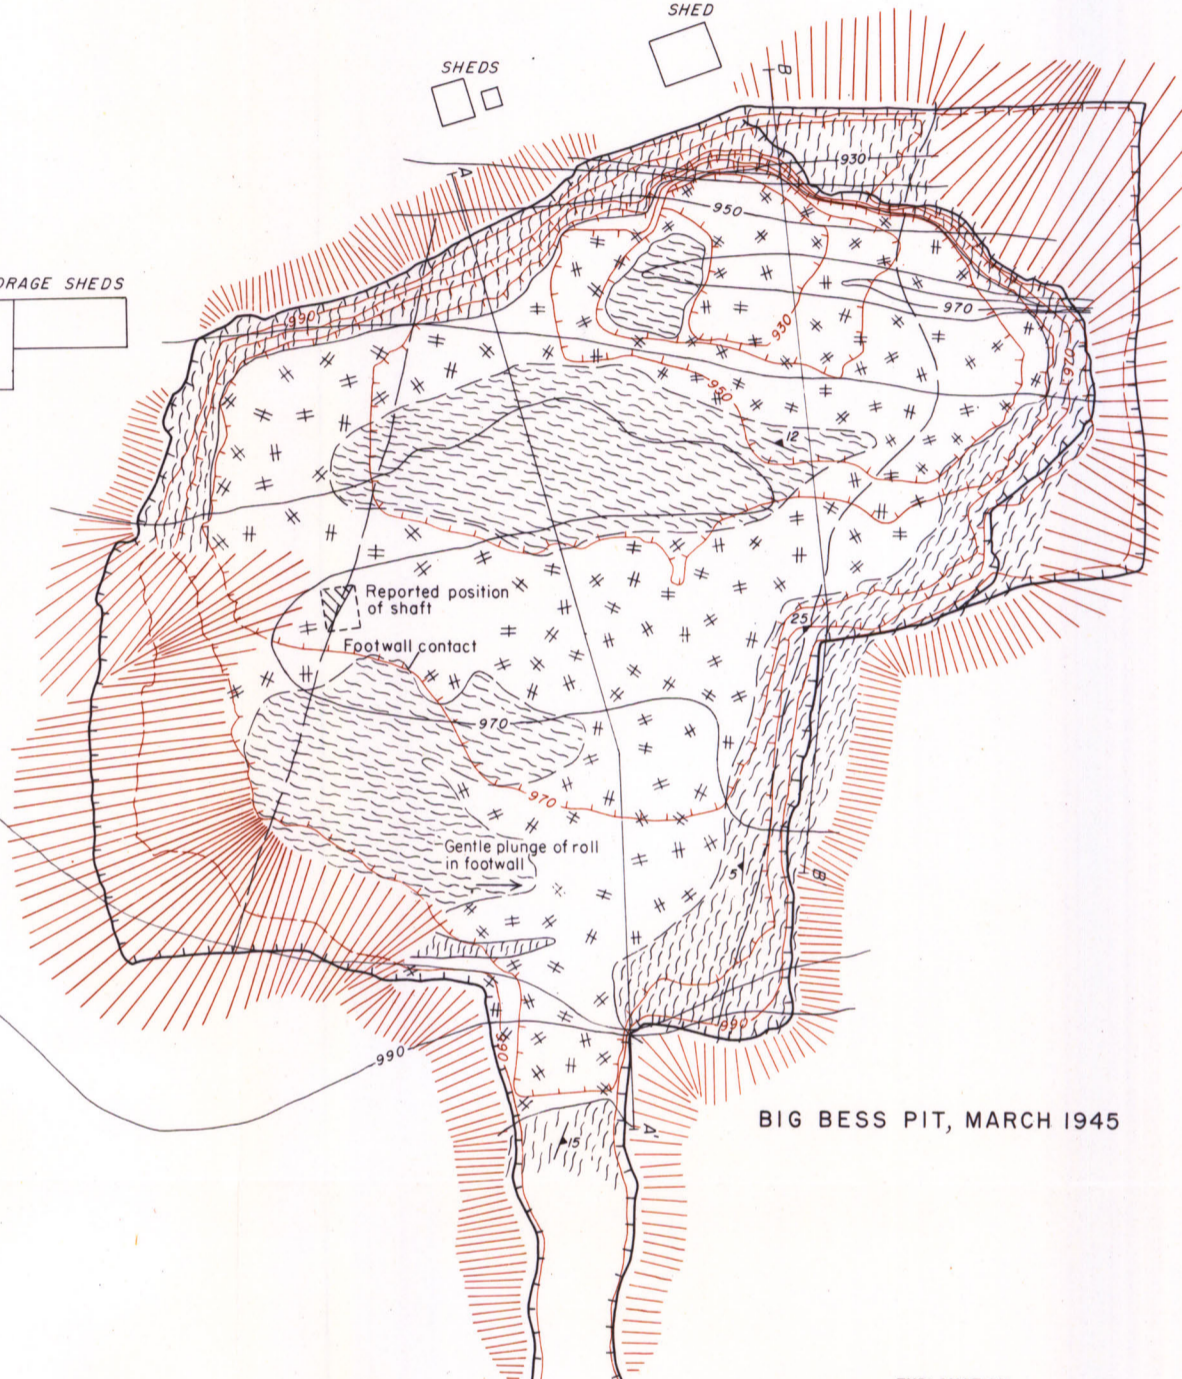 SHED
SHEDS
B
930
A
950
ORAGE SHEDS
970
990
930
970
950
12
Reported position
of shaft
25
Footwall contact
970
970
Gentle plunge of roll
in footwall
5
B'
990
990
990
A'
15
BIG BESS PIT, MARCH 1945